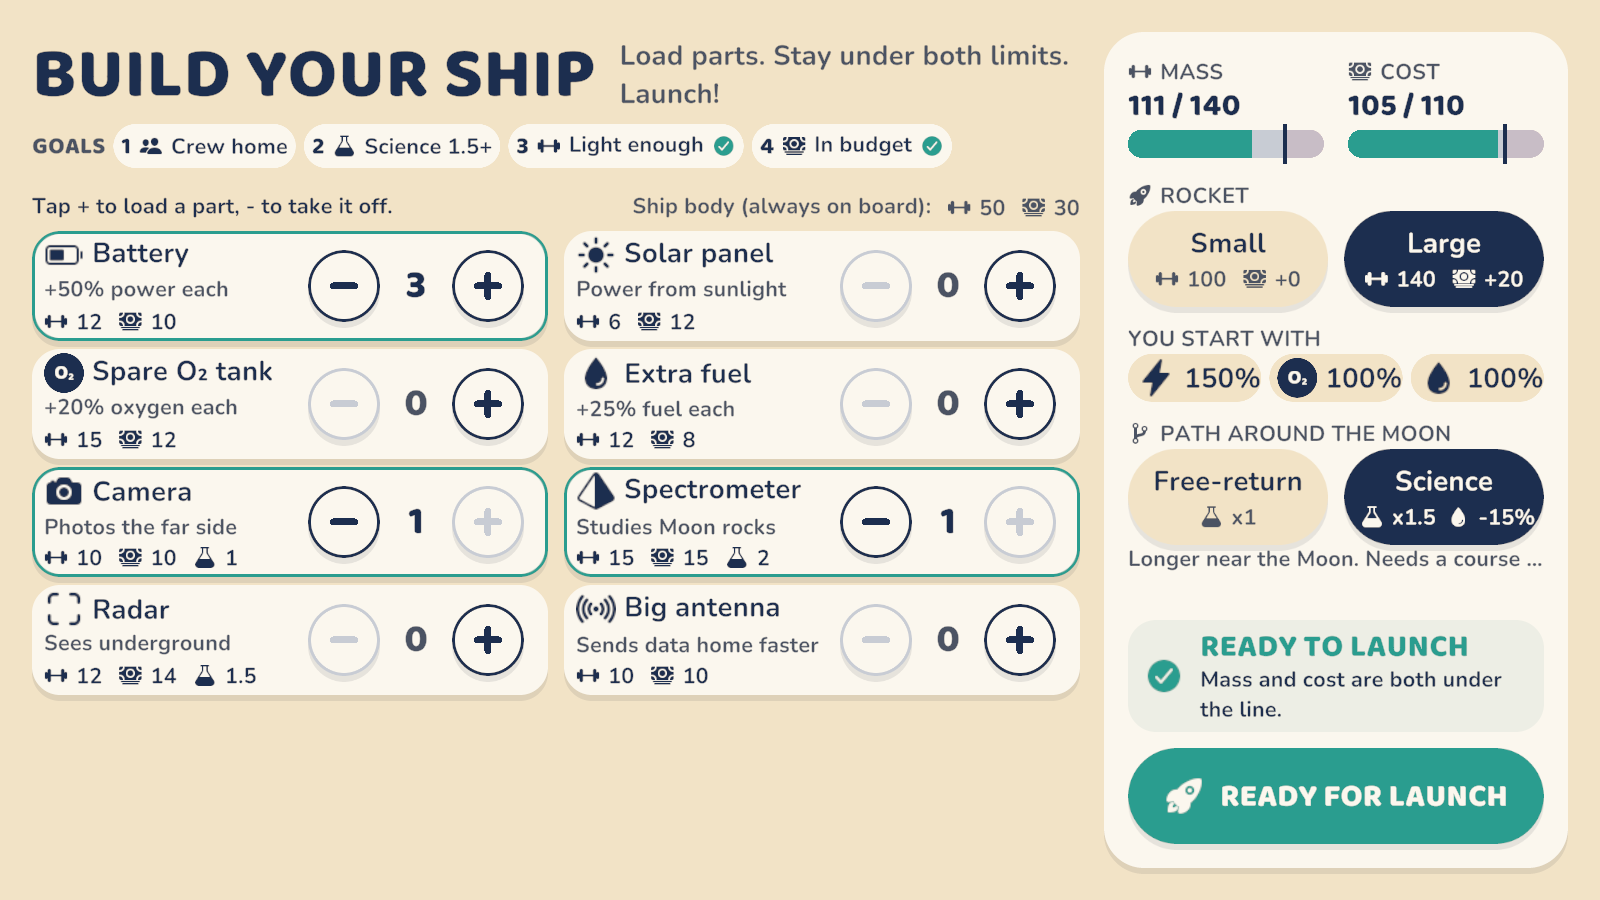 BUILD YOUR SHIP
Load parts. Stay under both limits.
Launch!
GOALS 1 Crew home 2 Science 1.5+ 3 Light enough 4 In budget
Tap + to load a part, - to take it off.
Ship body (always on board): 50 30
Battery
+50% power each
12 10
3
Solar panel
Power from sunlight
6 12
0
Spare O₂ tank
+20% oxygen each
15 12
0
Extra fuel
+25% fuel each
12 8
0
Camera
Photos the far side
10 10 1
1
Spectrometer
Studies Moon rocks
15 15 2
1
Radar
Sees underground
12 14 1.5
0
Big antenna
Sends data home faster
10 10
0
MASS
111 / 140
COST
105 / 110
ROCKET
Small
100 +0
Large
140 +20
YOU START WITH
150% O₂ 100% 100%
PATH AROUND THE MOON
Free-return
x1
Science
x1.5 -15%
Longer near the Moon. Needs a course ...
READY TO LAUNCH
Mass and cost are both under
the line.
READY FOR LAUNCH